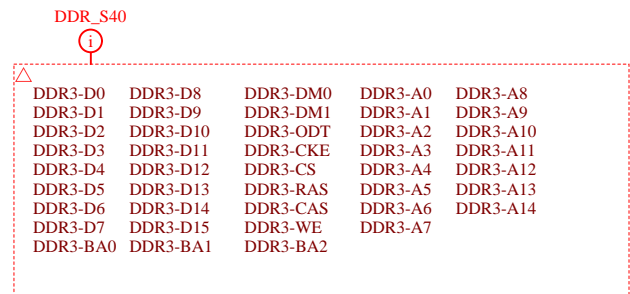 DDR_S40
i
DDR3-D0 DDR3-D8 DDR3-DM0 DDR3-A0 DDR3-A8
DDR3-D1 DDR3-D9 DDR3-DM1 DDR3-A1 DDR3-A9
DDR3-D2 DDR3-D10 DDR3-ODT DDR3-A2 DDR3-A10
DDR3-D3 DDR3-D11 DDR3-CKE DDR3-A3 DDR3-A11
DDR3-D4 DDR3-D12 DDR3-CS DDR3-A4 DDR3-A12
DDR3-D5 DDR3-D13 DDR3-RAS DDR3-A5 DDR3-A13
DDR3-D6 DDR3-D14 DDR3-CAS DDR3-A6 DDR3-A14
DDR3-D7 DDR3-D15 DDR3-WE DDR3-A7
DDR3-BA0 DDR3-BA1 DDR3-BA2